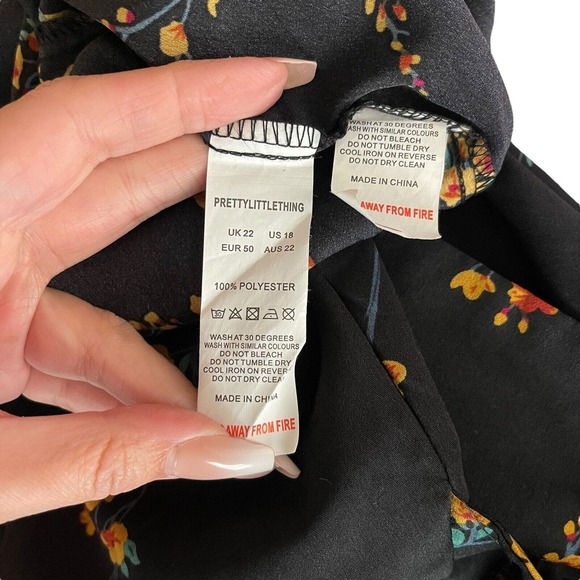 PRETTYLITTLETHING
UK 22 US 18
EUR 50 AUS 22
100% POLYESTER
WASH AT 30 DEGREES
WASH WITH SIMILAR COLOURS
DO NOT BLEACH
DO NOT TUMBLE DRY
COOL IRON ON REVER
DO NOT DRY CLEA
MADE IN CHINA
AWAY FROM FIRE
WASH AT 30 DEGREES
ASH WITH SIMILAR COLOURS
DO NOT BLEACH
DO NOT TUMBLE DRY
COOL IRON ON REVERSE
DO NOT DRY CLEAN
MADE IN CHINA
AWAY FROM FIRE